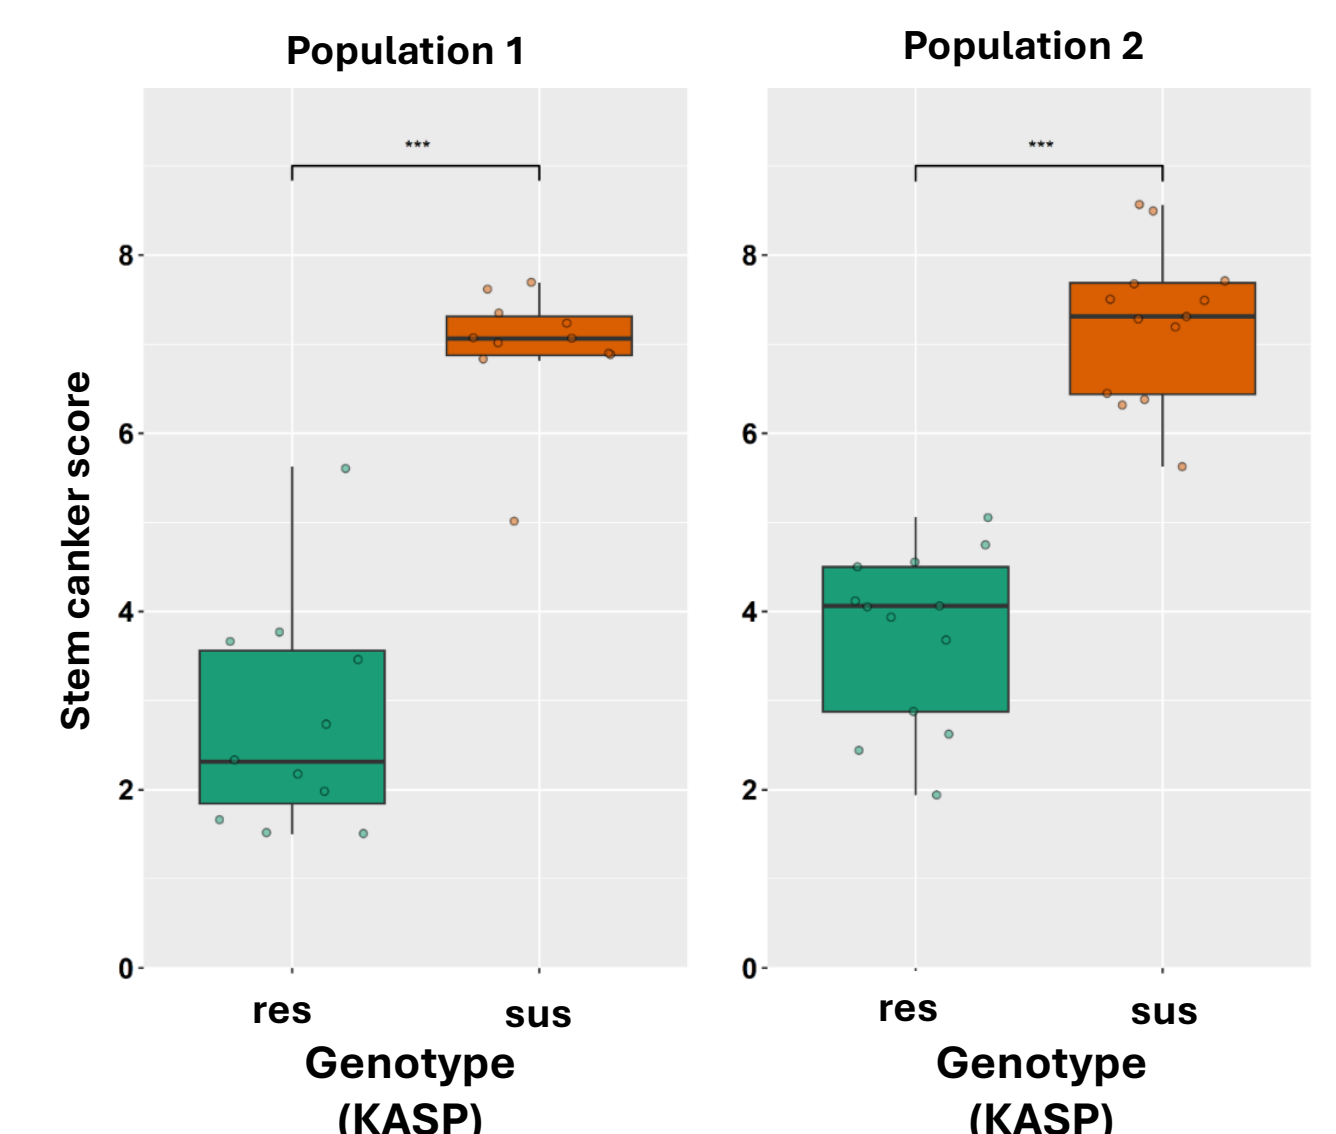 Population 1
Population 2
***
***
8
6
4
2
0
8
6
4
2
0
Stem canker score
res
sus
res
sus
Genotype
(KASP)
Genotype
(KASP)